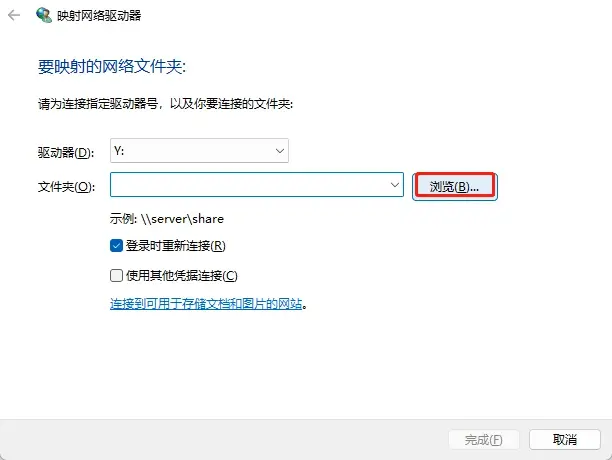 映射网络驱动器
要映射的网络文件夹:
请为连接指定驱动器号，以及你要连接的文件夹:
驱动器(D): Y:
文件夹(O): 浏览(B)...
示例: \\server\share
登录时重新连接(R)
使用其他凭据连接(C)
连接到可用于存储文档和图片的网站。
完成(F) 取消